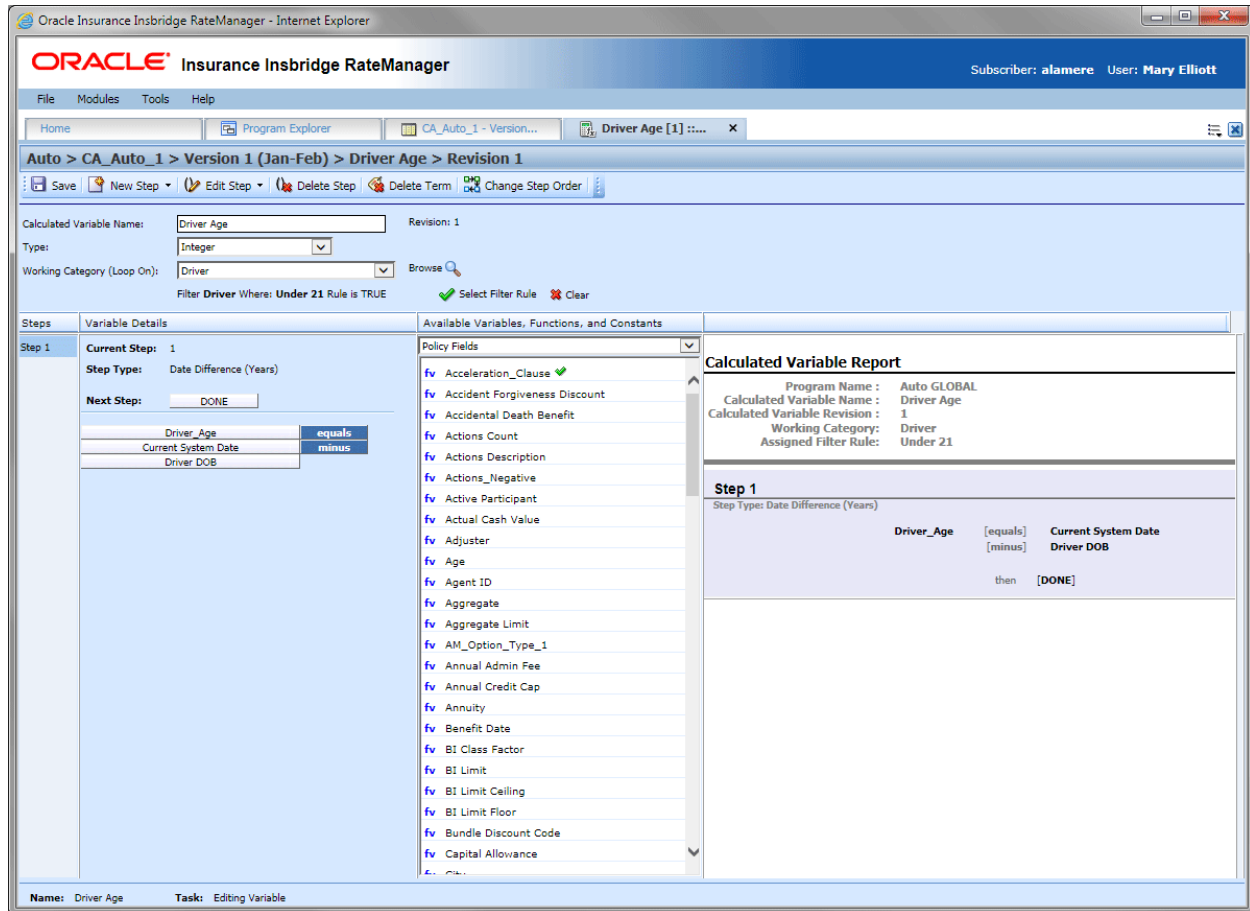 Oracle Insurance Insbridge RateManager - Internet Explorer
ORACLE Insurance Insbridge RateManager
Subscriber: alamere User: Mary Elliott
File Modules Tools Help
Home
Program Explorer
CA_Auto_1 - Version...
Driver Age [1] ::... x
Auto > CA_Auto_1 > Version 1 (Jan-Feb) > Driver Age > Revision 1
Save New Step Edit Step Delete Step Delete Term Change Step Order
Calculated Variable Name: Driver Age Revision: 1
Type: Integer
Working Category (Loop On): Driver Browse
Filter Driver Where: Under 21 Rule is TRUE Select Filter Rule Clear
Steps Variable Details Available Variables, Functions, and Constants
Step 1
Current Step: 1
Step Type: Date Difference (Years)
Next Step: DONE
Driver_Age equals
Current System Date minus
Driver DOB
Policy Fields
fv Acceleration_Clause
fv Accident Forgiveness Discount
fv Accidental Death Benefit
fv Actions Count
fv Actions Description
fv Actions_Negative
fv Active Participant
fv Actual Cash Value
fv Adjuster
fv Age
fv Agent ID
fv Aggregate
fv Aggregate Limit
fv AM_Option_Type_1
fv Annual Admin Fee
fv Annual Credit Cap
fv Annuity
fv Benefit Date
fv BI Class Factor
fv BI Limit
fv BI Limit Ceiling
fv BI Limit Floor
fv Bundle Discount Code
fv Capital Allowance
Calculated Variable Report
Program Name : Auto GLOBAL
Calculated Variable Name : Driver Age
Calculated Variable Revision : 1
Working Category: Driver
Assigned Filter Rule: Under 21
Step 1
Step Type: Date Difference (Years)
Driver_Age [equals] Current System Date
[minus] Driver DOB
then [DONE]
Name: Driver Age Task: Editing Variable